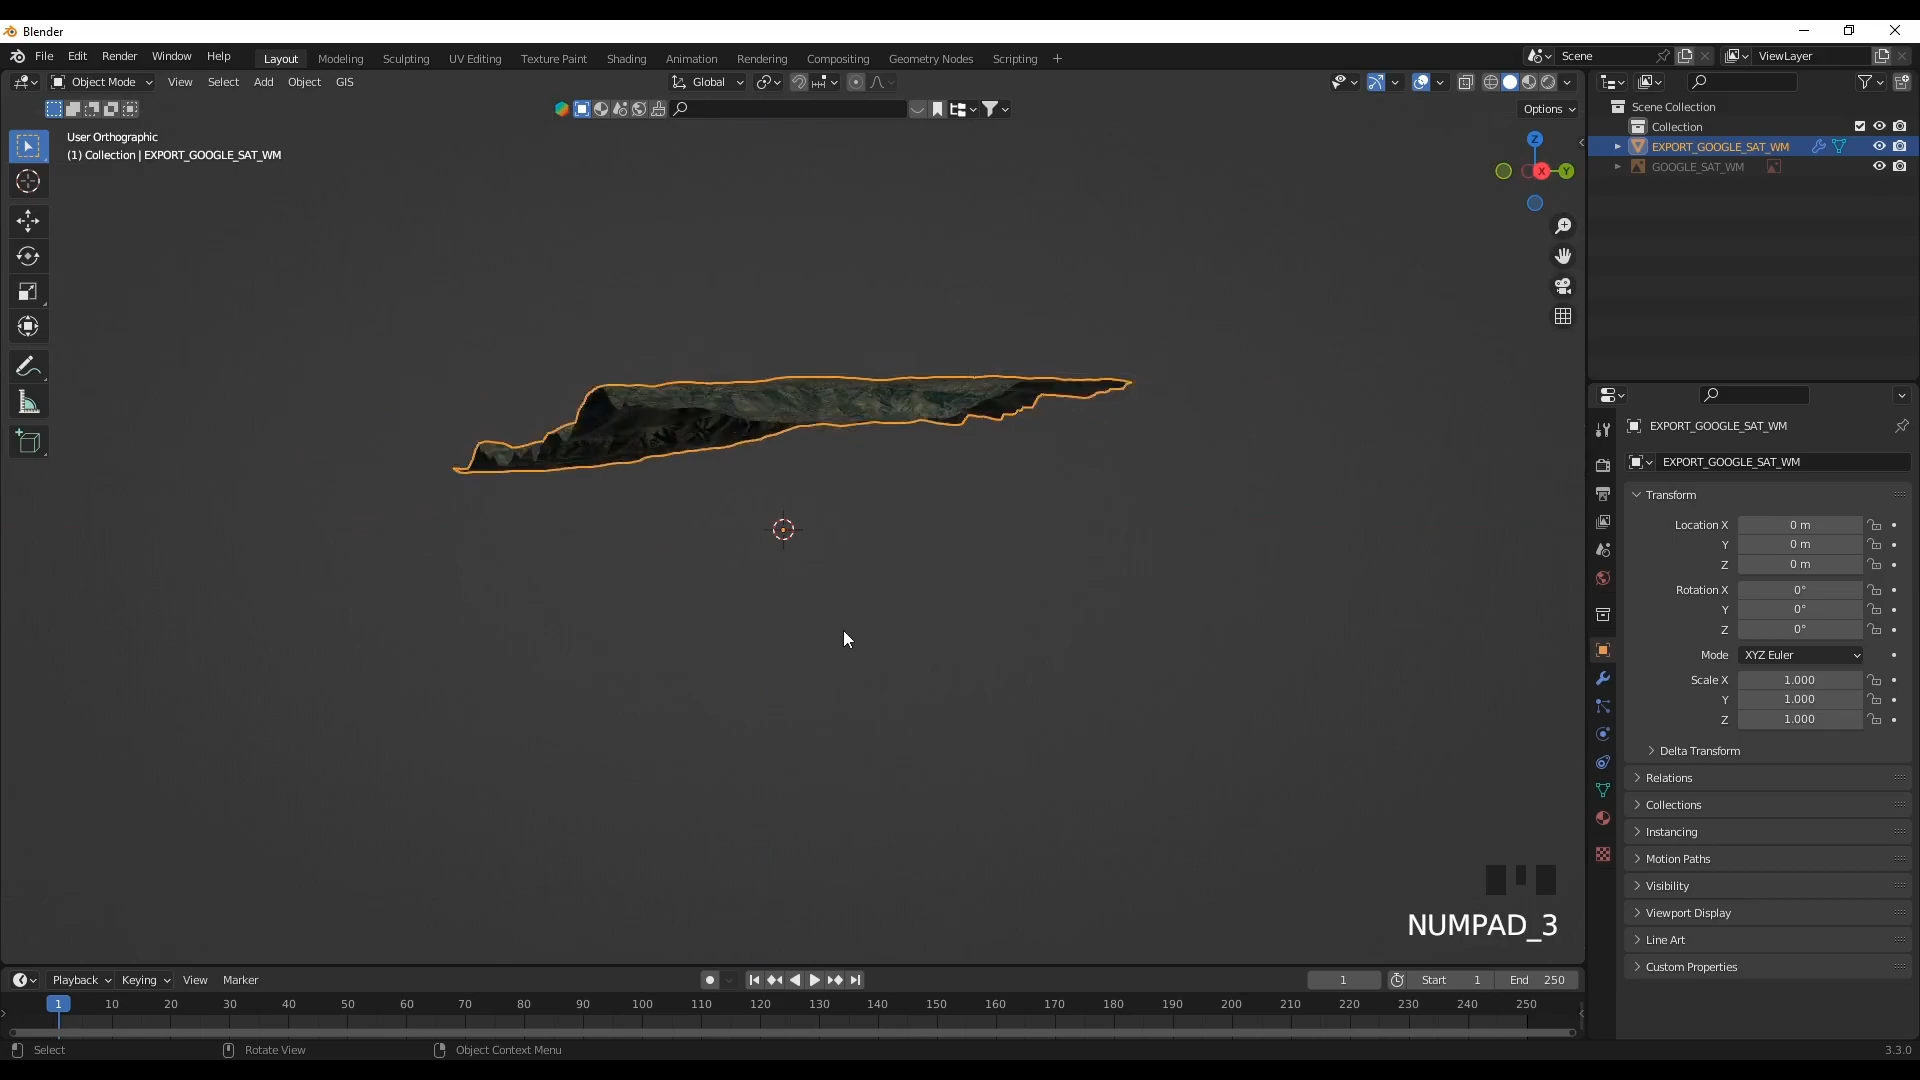 Blender
File Edit Render Window Help Layout Modeling Sculpting UV Editing Texture Paint Shading Animation Rendering Compositing Geometry Nodes Scripting + Scene ViewLayer
Object Mode View Select Add Object GIS Global
Options
User Orthographic
(1) Collection | EXPORT_GOOGLE_SAT_WM
Z
X
Y
Scene Collection
Collection
EXPORT_GOOGLE_SAT_WM
GOOGLE_SAT_WM
EXPORT_GOOGLE_SAT_WM
EXPORT_GOOGLE_SAT_WM
Transform
Location X 0 m
Y 0 m
Z 0 m
Rotation X 0°
Y 0°
Z 0°
Mode XYZ Euler
Scale X 1.000
Y 1.000
Z 1.000
Delta Transform
Relations
Collections
Instancing
Motion Paths
Visibility
Viewport Display
Line Art
Custom Properties
NUMPAD_3
Playback Keying View Marker 1 Start 1 End 250
1 10 20 30 40 50 60 70 80 90 100 110 120 130 140 150 160 170 180 190 200 210 220 230 240 250
Select Rotate View Object Context Menu 3.3.0